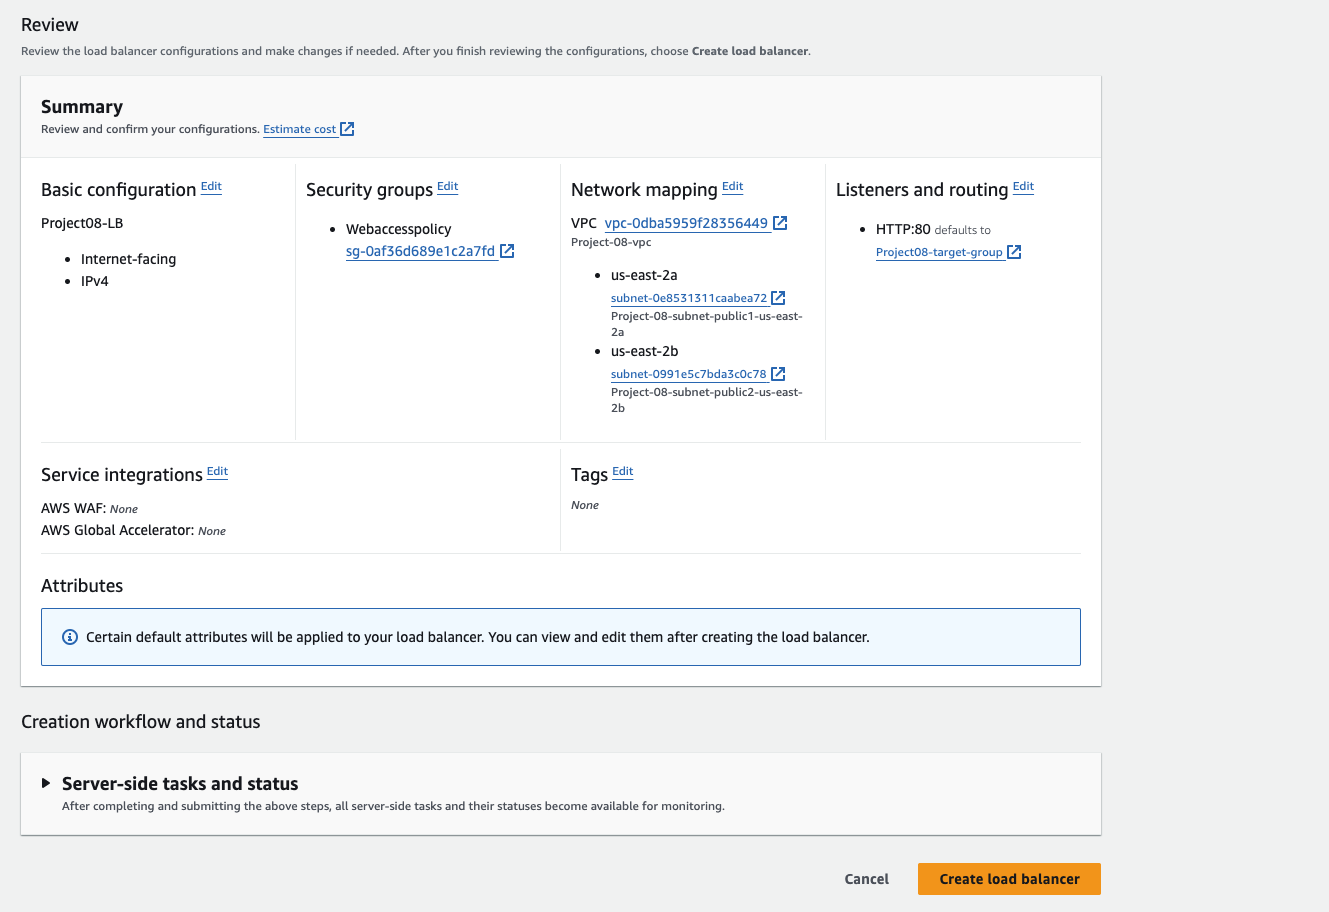 Review
Review the load balancer configurations and make changes if needed. After you finish reviewing the configurations, choose Create load balancer.
Summary
Review and confirm your configurations. Estimate cost
Basic configuration Edit
Project08-LB
Internet-facing
IPv4
Security groups Edit
Webaccesspolicy
sg-0af36d689e1c2a7fd
Network mapping Edit
VPC vpc-0dba5959f28356449
Project-08-vpc
us-east-2a
subnet-0e8531311caabea72
Project-08-subnet-public1-us-east-
2a
us-east-2b
subnet-0991e5c7bda3c0c78
Project-08-subnet-public2-us-east-
2b
Listeners and routing Edit
HTTP:80 defaults to
Project08-target-group
Service integrations Edit
AWS WAF: None
AWS Global Accelerator: None
Tags Edit
None
Attributes
Certain default attributes will be applied to your load balancer. You can view and edit them after creating the load balancer.
Creation workflow and status
Server-side tasks and status
After completing and submitting the above steps, all server-side tasks and their statuses become available for monitoring.
Cancel
Create load balancer